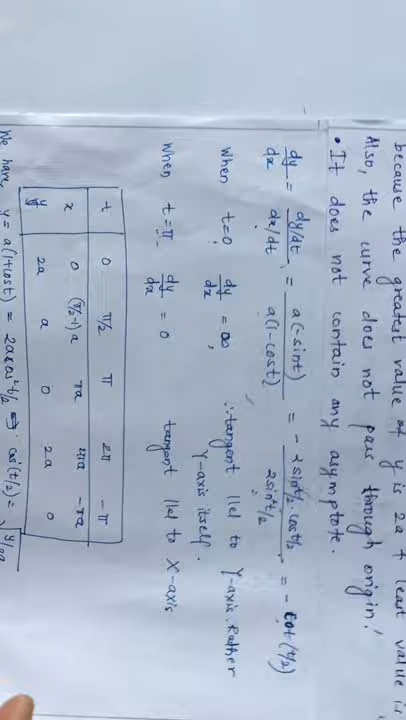 because the greatest value of y is 2a & least value is
Also, the curve does not pass through origin.
• It does not contain any asymptote.
dy/dx = (dy/dt)/(dx/dt) = a(-sint)/a(1-cost) = - 2sint/2 cost/2 / 2sin²t/2 = - cot(t/2)
When t=0, dy/dx = ∞ ∴ tangent llel to Y-axis. Rather
Y-axis itself.
When t=π dy/dx = 0 tangent llel to X-axis
t 0 π/2 π 2π -π
x 0 (π/2-1)a πa 2πa -πa
y 2a a 0 2a 0
We have, y = a(1+cost) = 2acos²t/2 ⇒ cos(t/2) = √y/2a